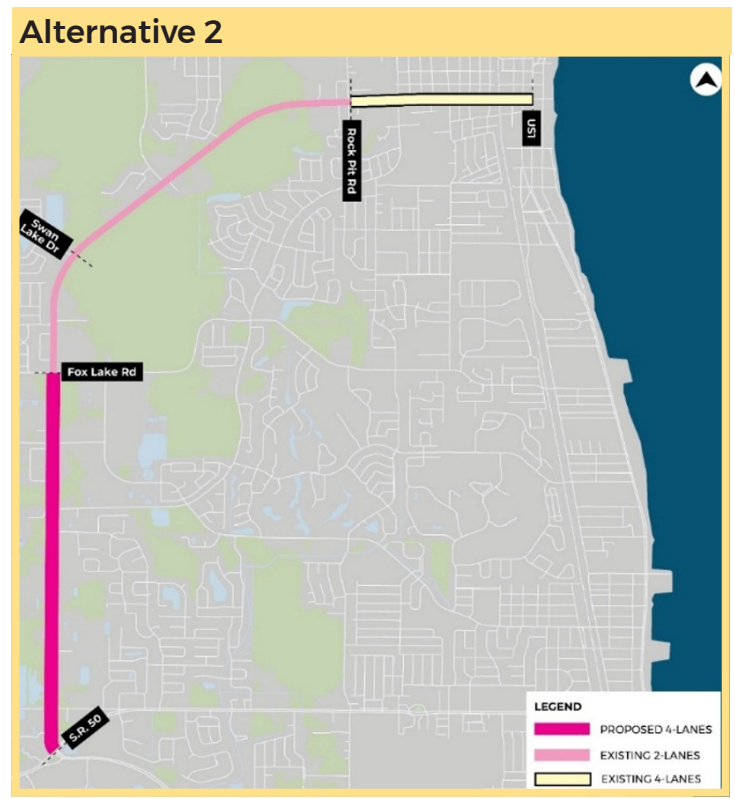 Alternative 2
Rock Pit Rd
US1
Swan
Lake Dr
Fox Lake Rd
S.R. 50
LEGEND
PROPOSED 4-LANES
EXISTING 2-LANES
EXISTING 4-LANES